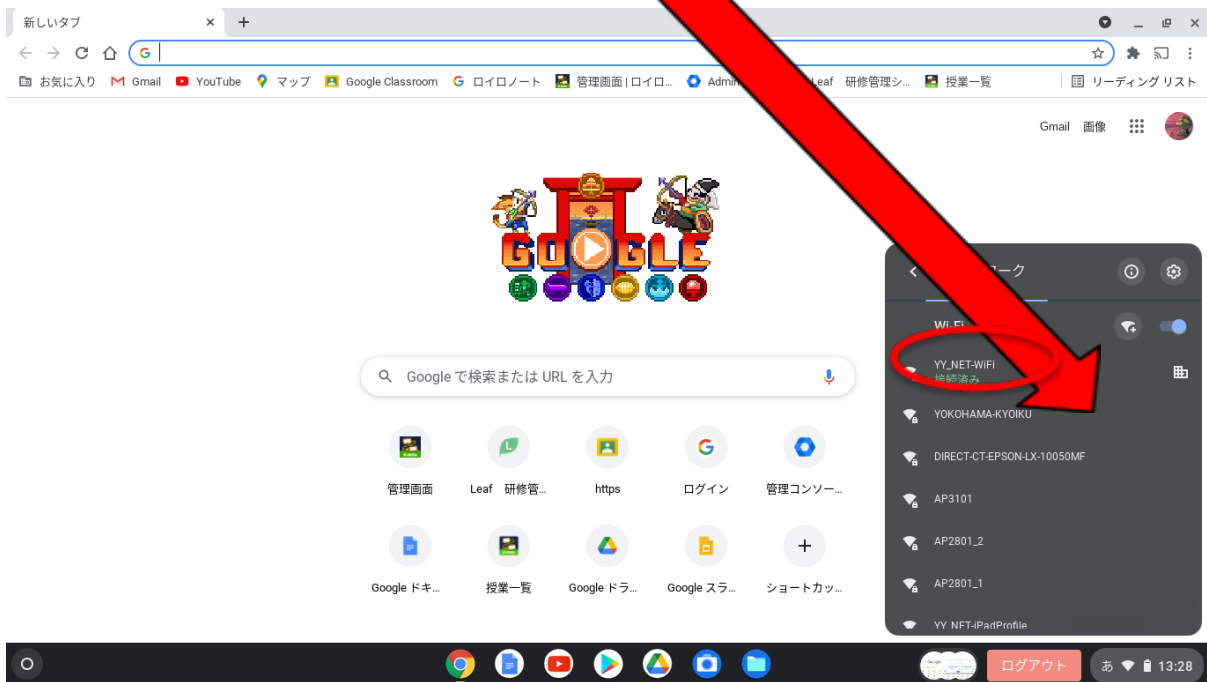 新しいタブ
お気に入り Gmail YouTube マップ Google Classroom ロイロノート 管理画面 | ロイロ... Admin Leaf 研修管理シ... 授業一覧 リーディング リスト
Gmail 画像
GOOGLE
ワーク
Wi-Fi
YY_NET-WiFi
接続済み
Google で検索または URL を入力
YOKOHAMA-KYOIKU
DIRECT-CT-EPSON-LX-10050MF
管理画面 Leaf 研修管... https ログイン 管理コンソー...
AP3101
AP2801_2
AP2801_1
Google ドキ... 授業一覧 Google ドラ... Google スラ... ショートカッ...
YY_NET-iPadProfile
ログアウト あ 13:28